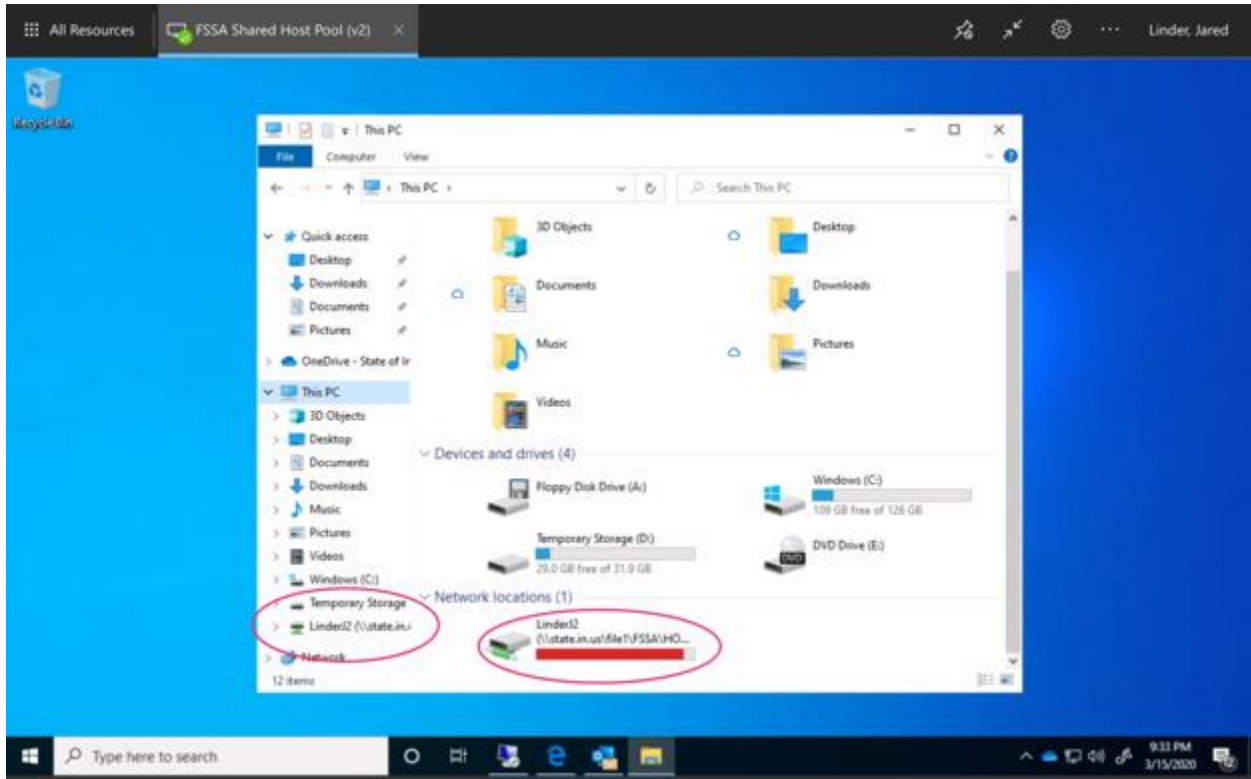 All Resources
FSSA Shared Host Pool (v2)
Linder, Jared
Recycle Bin
This PC
File Computer View
This PC
Search This PC
Quick access
Desktop
Downloads
Documents
Pictures
OneDrive - State of In
This PC
3D Objects
Desktop
Documents
Downloads
Music
Pictures
Videos
Windows (C:)
Temporary Storage
LinderJ2 (\\state.in.u
Network
12 items
3D Objects
Desktop
Documents
Downloads
Music
Pictures
Videos
Devices and drives (4)
Floppy Disk Drive (A:)
Windows (C:)
109 GB free of 126 GB
Temporary Storage (D:)
29.0 GB free of 31.9 GB
DVD Drive (E:)
DVD
Network locations (1)
LinderJ2
(\\state.in.us\file1\FSSA\HO...
Type here to search
9:33 PM
3/15/2020